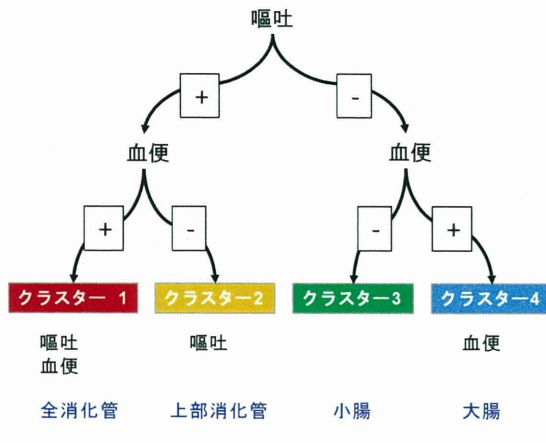 嘔吐
+
-
血便
血便
+
-
-
+
クラスター 1
クラスター2
クラスター3
クラスター4
嘔吐
血便
嘔吐
血便
全消化管
上部消化管
小腸
大腸